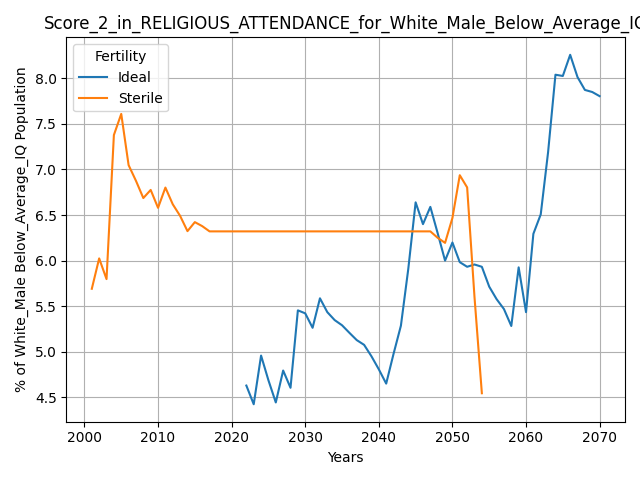 Score_2_in_RELIGIOUS_ATTENDANCE_for_White_Male_Below_Average_IQ
Fertility
Ideal
Sterile
% of White_Male Below_Average_IQ Population
8.0
7.5
7.0
6.5
6.0
5.5
5.0
4.5
2000 2010 2020 2030 2040 2050 2060 2070
Years